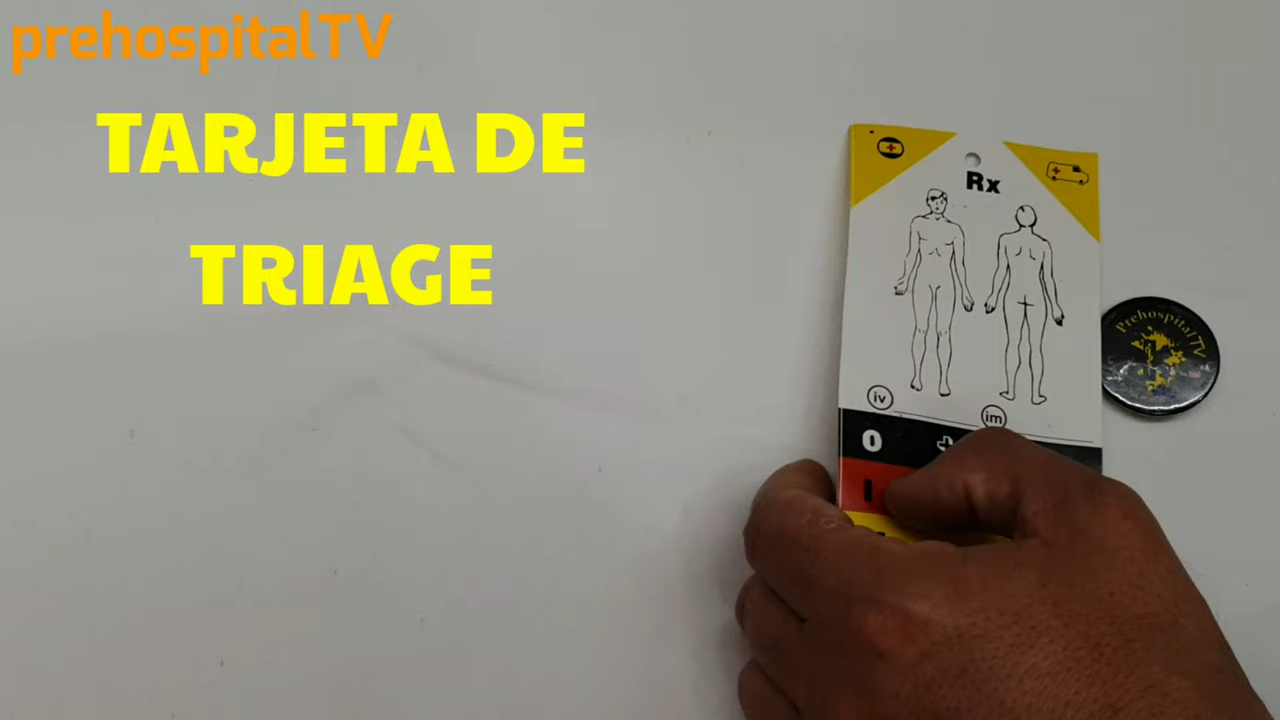 prehospitalTV
TARJETA DE
TRIAGE
Rx
PrehospitalTV
iv
im
0
I